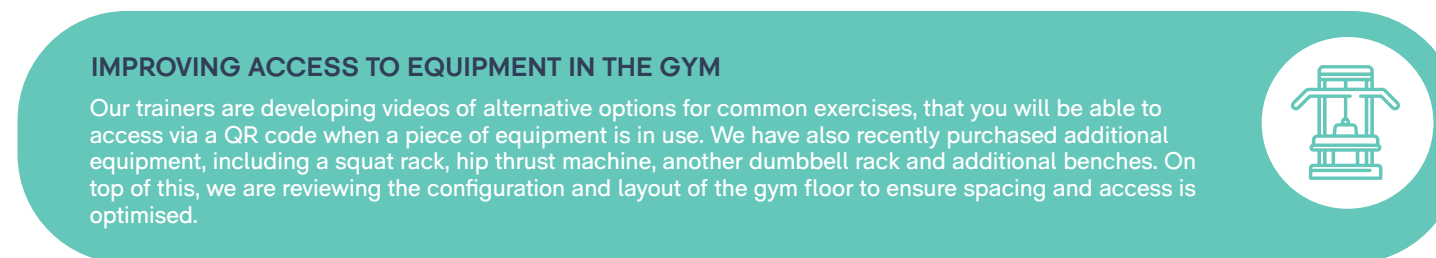 IMPROVING ACCESS TO EQUIPMENT IN THE GYM
Our trainers are developing videos of alternative options for common exercises, that you will be able to
access via a QR code when a piece of equipment is in use. We have also recently purchased additional
equipment, including a squat rack, hip thrust machine, another dumbbell rack and additional benches. On
top of this, we are reviewing the configuration and layout of the gym floor to ensure spacing and access is
optimised.